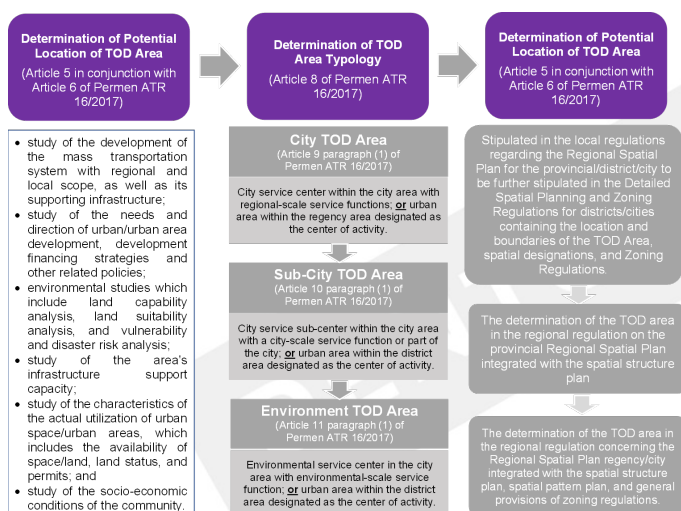 Determination of Potential
Location of TOD Area
(Article 5 in conjunction with
Article 6 of Permen ATR
16/2017)
• study of the development of
the mass transportation
system with regional and
local scope, as well as its
supporting infrastructure;
• study of the needs and
direction of urban/urban area
development, development
financing strategies and
other related policies;
• environmental studies which
include land capability
analysis, land suitability
analysis, and vulnerability
and disaster risk analysis;
• study of the area's
infrastructure support
capacity;
• study of the characteristics of
the actual utilization of urban
space/urban areas, which
includes the availability of
space/land, land status, and
permits; and
• study of the socio-economic
conditions of the community.
Determination of TOD
Area Typology
(Article 8 of Permen ATR
16/2017)
City TOD Area
(Article 9 paragraph (1) of
Permen ATR 16/2017)
City service center within the city area with
regional-scale service functions; or urban
area within the regency area designated as
the center of activity.
Sub-City TOD Area
(Article 10 paragraph (1) of
Permen ATR 16/2017)
City service sub-center within the city area
with a city-scale service function or part of
the city; or urban area within the district
area designated as the center of activity.
Environment TOD Area
(Article 11 paragraph (1) of
Permen ATR 16/2017)
Environmental service center in the city
area with environmental-scale service
function; or urban area within the district
area designated as the center of activity.
Determination of Potential
Location of TOD Area
(Article 5 in conjunction with
Article 6 of Permen ATR
16/2017)
Stipulated in the local regulations
regarding the Regional Spatial
Plan for the provincial/district/city to
be further stipulated in the Detailed
Spatial Planning and Zoning
Regulations for districts/cities
containing the location and
boundaries of the TOD Area,
spatial designations, and Zoning
Regulations.
The determination of the TOD area
in the regional regulation on the
provincial Regional Spatial Plan
integrated with the spatial structure
plan
The determination of the TOD area in
the regional regulation concerning the
Regional Spatial Plan regency/city
integrated with the spatial structure
plan, spatial pattern plan, and general
provisions of zoning regulations.